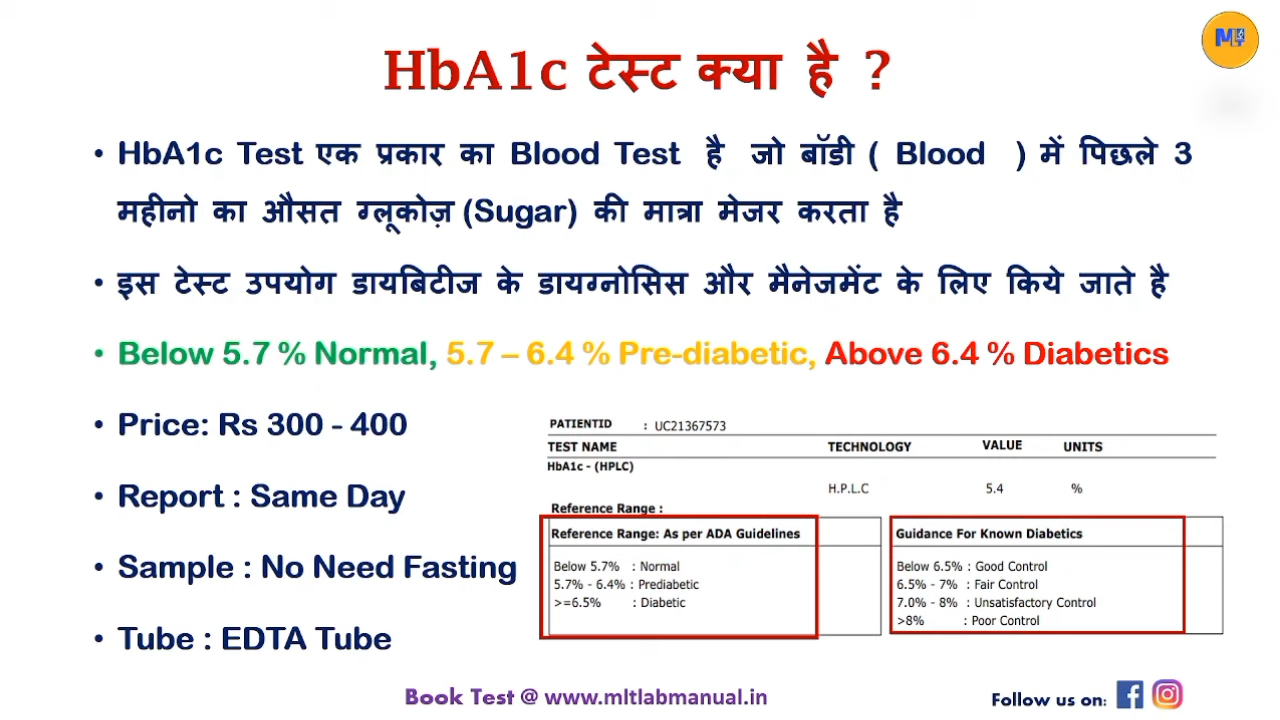 HbA1c टेस्ट क्या है ?
• HbA1c Test एक प्रकार का Blood Test है जो बॉडी ( Blood ) में पिछले 3
महीनो का औसत ग्लूकोज़ (Sugar) की मात्रा मेजर करता है
• इस टेस्ट उपयोग डायबिटीज के डायग्नोसिस और मैनेजमेंट के लिए किये जाते है
• Below 5.7 % Normal, 5.7 – 6.4 % Pre-diabetic, Above 6.4 % Diabetics
• Price: Rs 300 - 400
• Report : Same Day
• Sample : No Need Fasting
• Tube : EDTA Tube
PATIENTID : UC21367573
TEST NAME TECHNOLOGY VALUE UNITS
HbA1c - (HPLC)
H.P.L.C 5.4 %
Reference Range :
Reference Range: As per ADA Guidelines
Below 5.7% : Normal
5.7% - 6.4% : Prediabetic
>=6.5% : Diabetic
Guidance For Known Diabetics
Below 6.5% : Good Control
6.5% - 7% : Fair Control
7.0% - 8% : Unsatisfactory Control
>8% : Poor Control
Book Test @ www.mltlabmanual.in
Follow us on: